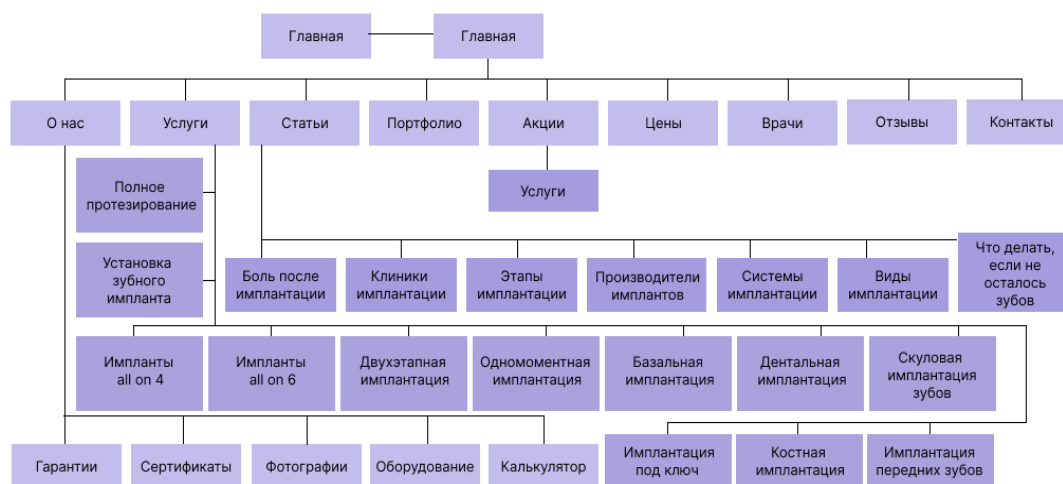 Главная
Главная
О нас
Услуги
Статьи
Портфолио
Акции
Цены
Врачи
Отзывы
Контакты
Полное
протезирование
Услуги
Установка
зубного
импланта
Боль после
имплантации
Клиники
имплантации
Этапы
имплантации
Производители
имплантов
Системы
имплантации
Виды
имплантации
Что делать,
если не
осталось
зубов
Импланты
all on 4
Импланты
all on 6
Двухэтапная
имплантация
Одномоментная
имплантация
Базальная
имплантация
Дентальная
имплантация
Скуловая
имплантация
зубов
Гарантии
Сертификаты
Фотографии
Оборудование
Калькулятор
Имплантация
под ключ
Костная
имплантация
Имплантация
передних зубов